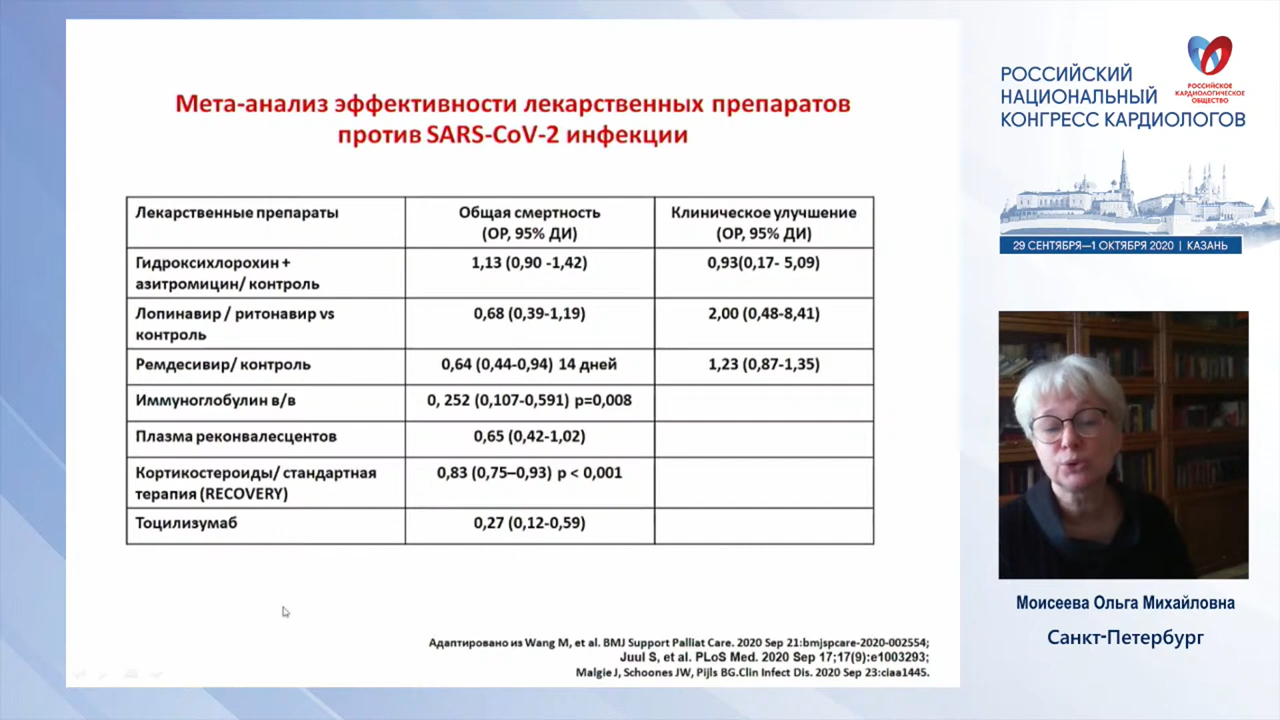 Мета-анализ эффективности лекарственных препаратов
против SARS-CoV-2 инфекции
Лекарственные препараты
Общая смертность
(ОР, 95% ДИ)
Клиническое улучшение
(ОР, 95% ДИ)
Гидроксихлорохин +
азитромицин/ контроль
1,13 (0,90 -1,42)
0,93(0,17- 5,09)
Лопинавир / ритонавир vs
контроль
0,68 (0,39-1,19)
2,00 (0,48-8,41)
Ремдесивир/ контроль
0,64 (0,44-0,94) 14 дней
1,23 (0,87-1,35)
Иммуноглобулин в/в
0, 252 (0,107-0,591) p=0,008
Плазма реконвалесцентов
0,65 (0,42-1,02)
Кортикостероиды/ стандартная
терапия (RECOVERY)
0,83 (0,75–0,93) p < 0,001
Тоцилизумаб
0,27 (0,12-0,59)
Адаптировано из Wang M, et al. BMJ Support Palliat Care. 2020 Sep 21:bmjspcare-2020-002554;
Juul S, et al. PLoS Med. 2020 Sep 17;17(9):e1003293;
Malgie J, Schoones JW, Pijls BG.Clin Infect Dis. 2020 Sep 23:ciaa1445.
РОССИЙСКИЙ
НАЦИОНАЛЬНЫЙ
КОНГРЕСС КАРДИОЛОГОВ
РОССИЙСКОЕ
КАРДИОЛОГИЧЕСКОЕ
ОБЩЕСТВО
29 СЕНТЯБРЯ—1 ОКТЯБРЯ 2020 | КАЗАНЬ
Моисеева Ольга Михайловна
Санкт-Петербург